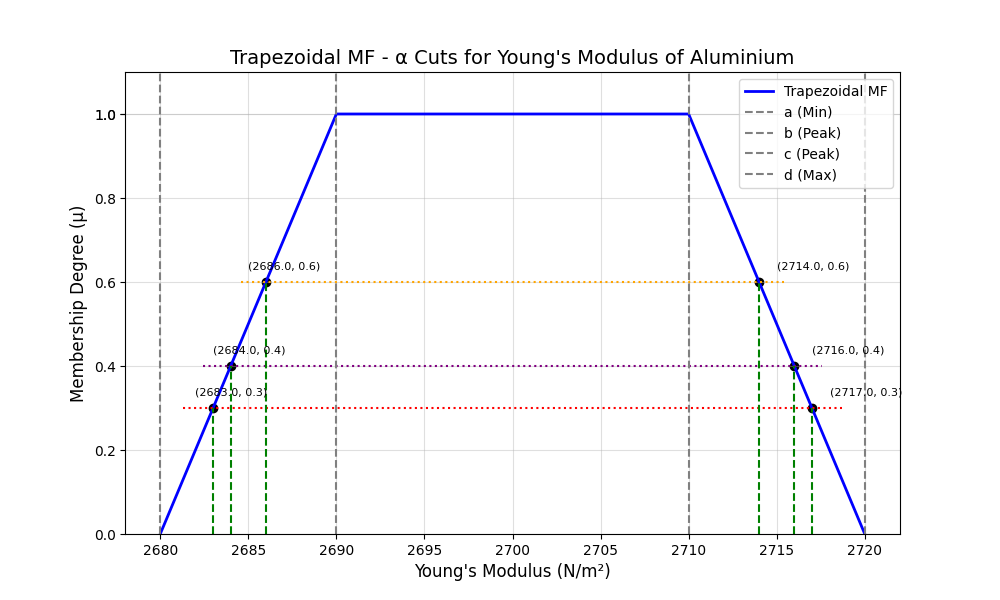 Trapezoidal MF - α Cuts for Young's Modulus of Aluminium
Trapezoidal MF
a (Min)
b (Peak)
c (Peak)
d (Max)
Membership Degree (μ)
1.0
0.8
0.6
0.4
0.2
0.0
(2686.0, 0.6)
(2714.0, 0.6)
(2684.0, 0.4)
(2716.0, 0.4)
(2683.0, 0.3)
(2717.0, 0.3)
2680 2685 2690 2695 2700 2705 2710 2715 2720
Young's Modulus (N/m²)